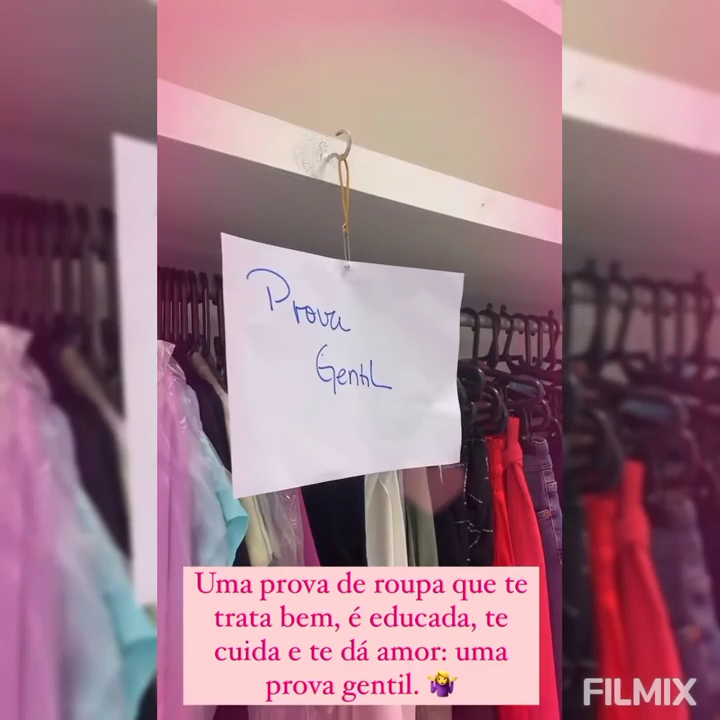 Prova
Gentil
Uma prova de roupa que te
trata bem, é educada, te
cuida e te dá amor: uma
prova gentil. 🤷‍♀️
FILMIX